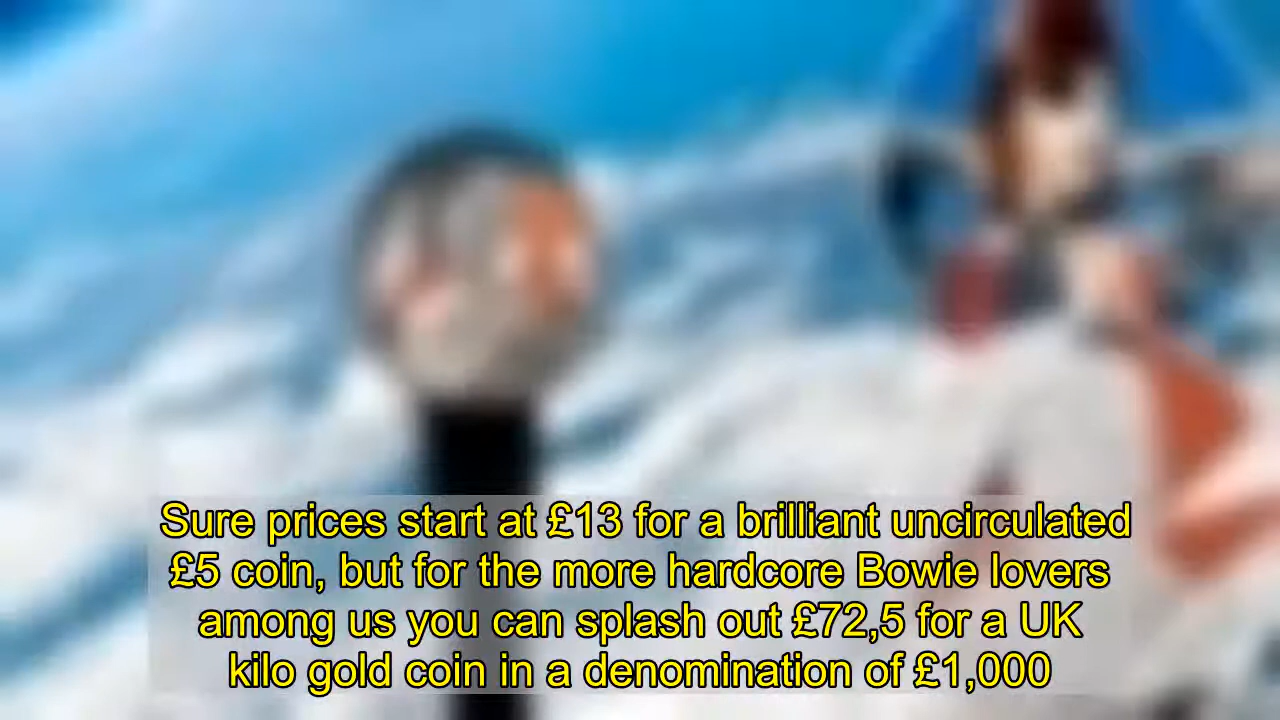 Sure prices start at £13 for a brilliant uncirculated
£5 coin, but for the more hardcore Bowie lovers
among us you can splash out £72,5 for a UK
kilo gold coin in a denomination of £1,000